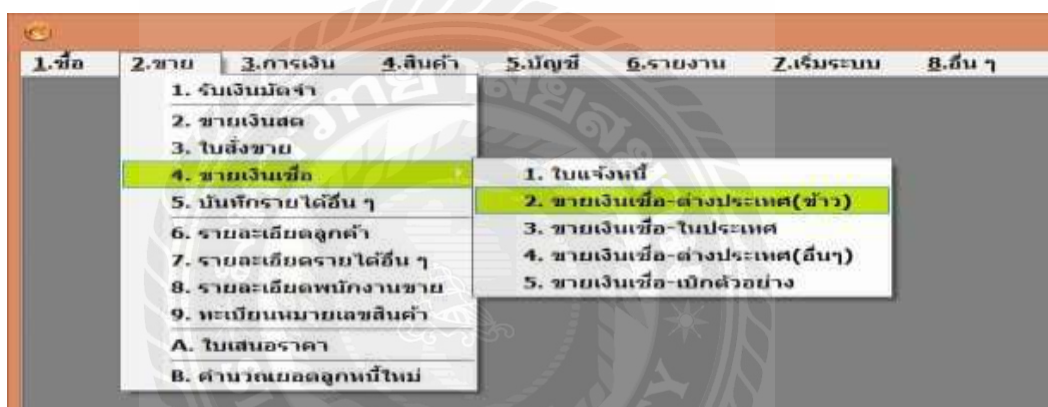 1.ซื้อ 2.ขาย 3.การเงิน 4.สินค้า 5.บัญชี 6.รายงาน 7.เริ่มระบบ 8.อื่น ๆ
1. รับเงินมัดจำ
2. ขายเงินสด
3. ใบสั่งขาย
4. ขายเงินเชื่อ
5. บันทึกรายได้อื่น ๆ
6. รายละเอียดลูกค้า
7. รายละเอียดรายได้อื่น ๆ
8. รายละเอียดพนักงานขาย
9. ทะเบียนหมายเลขสินค้า
A. ใบเสนอราคา
B. คำนวณยอดลูกหนี้ใหม่
1. ใบแจ้งหนี้
2. ขายเงินเชื่อ-ต่างประเทศ(ข้าว)
3. ขายเงินเชื่อ-ในประเทศ
4. ขายเงินเชื่อ-ต่างประเทศ(อื่นๆ)
5. ขายเงินเชื่อ-เบิกตัวอย่าง